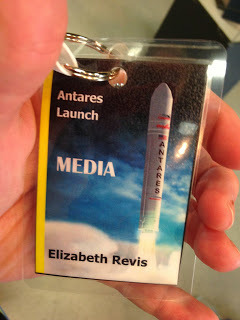 Antares
Launch
MEDIA
ANTARES
Elizabeth Revis